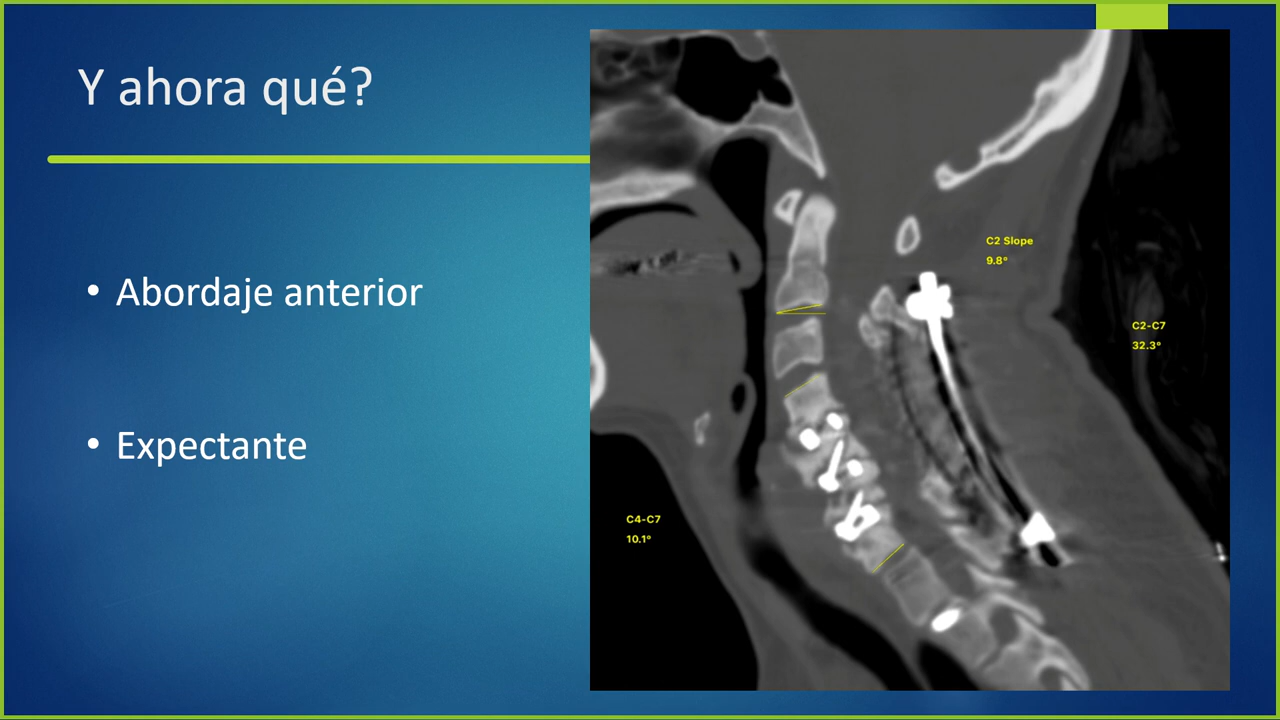 Y ahora qué?
• Abordaje anterior
• Expectante
C2 Slope
9.8°
C2-C7
32.3°
C4-C7
10.1°